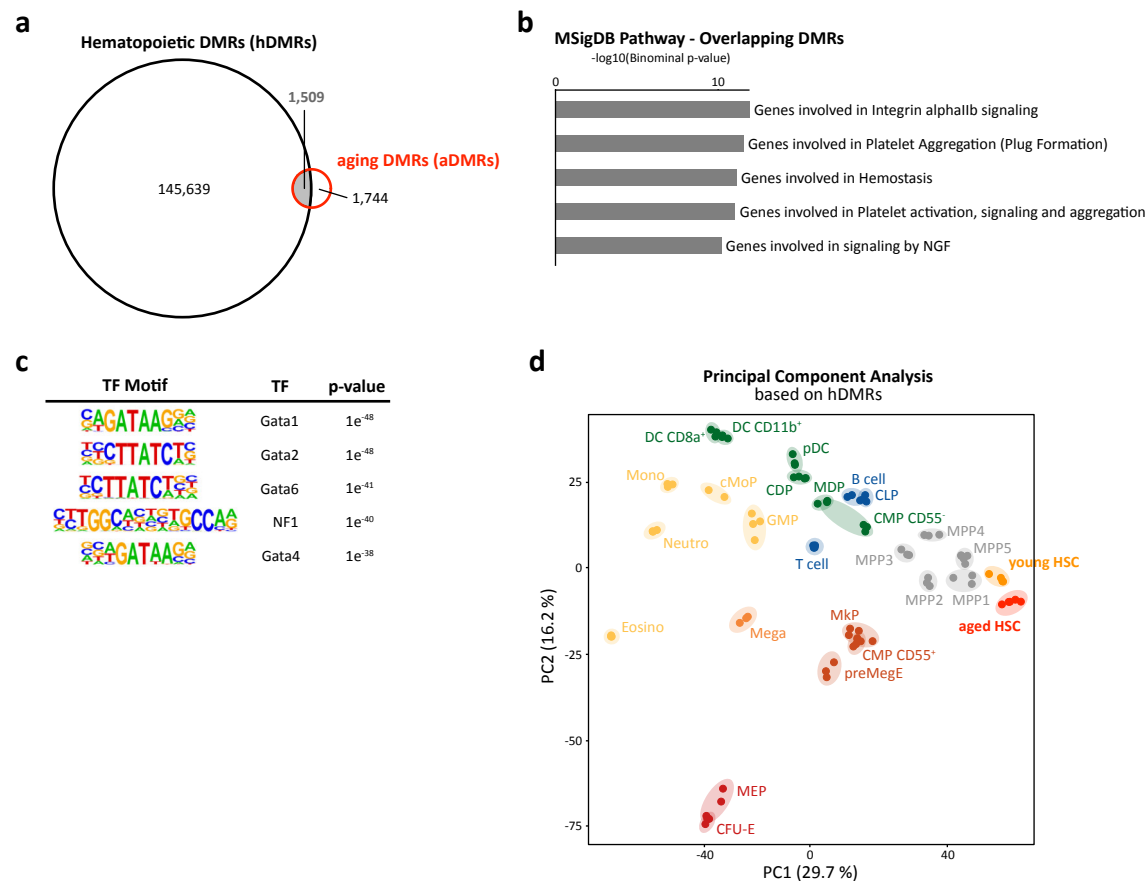 a
Hematopoietic DMRs (hDMRs)
1,509
aging DMRs (aDMRs)
145,639
1,744
b
MSigDB Pathway - Overlapping DMRs
-log10(Binominal p-value)
0 10
Genes involved in Integrin alphaIIb signaling
Genes involved in Platelet Aggregation (Plug Formation)
Genes involved in Hemostasis
Genes involved in Platelet activation, signaling and aggregation
Genes involved in signaling by NGF
c
TF Motif TF p-value
AGATAAG Gata1 1e-48
CTTATCT Gata2 1e-48
CTTATCT Gata6 1e-41
TTGGC GCCAA NF1 1e-40
AGATAAG Gata4 1e-38
d
Principal Component Analysis
based on hDMRs
DC CD11b+
DC CD8a+
pDC
Mono
cMoP
CDP
MDP
B cell
CLP
GMP
CMP CD55-
Neutro
T cell
MPP4
MPP3
MPP5
young HSC
MPP2
MPP1
aged HSC
Eosino
Mega
MkP
CMP CD55+
preMegE
MEP
CFU-E
25
0
-25
-50
-75
PC2 (16.2 %)
-40 0 40
PC1 (29.7 %)